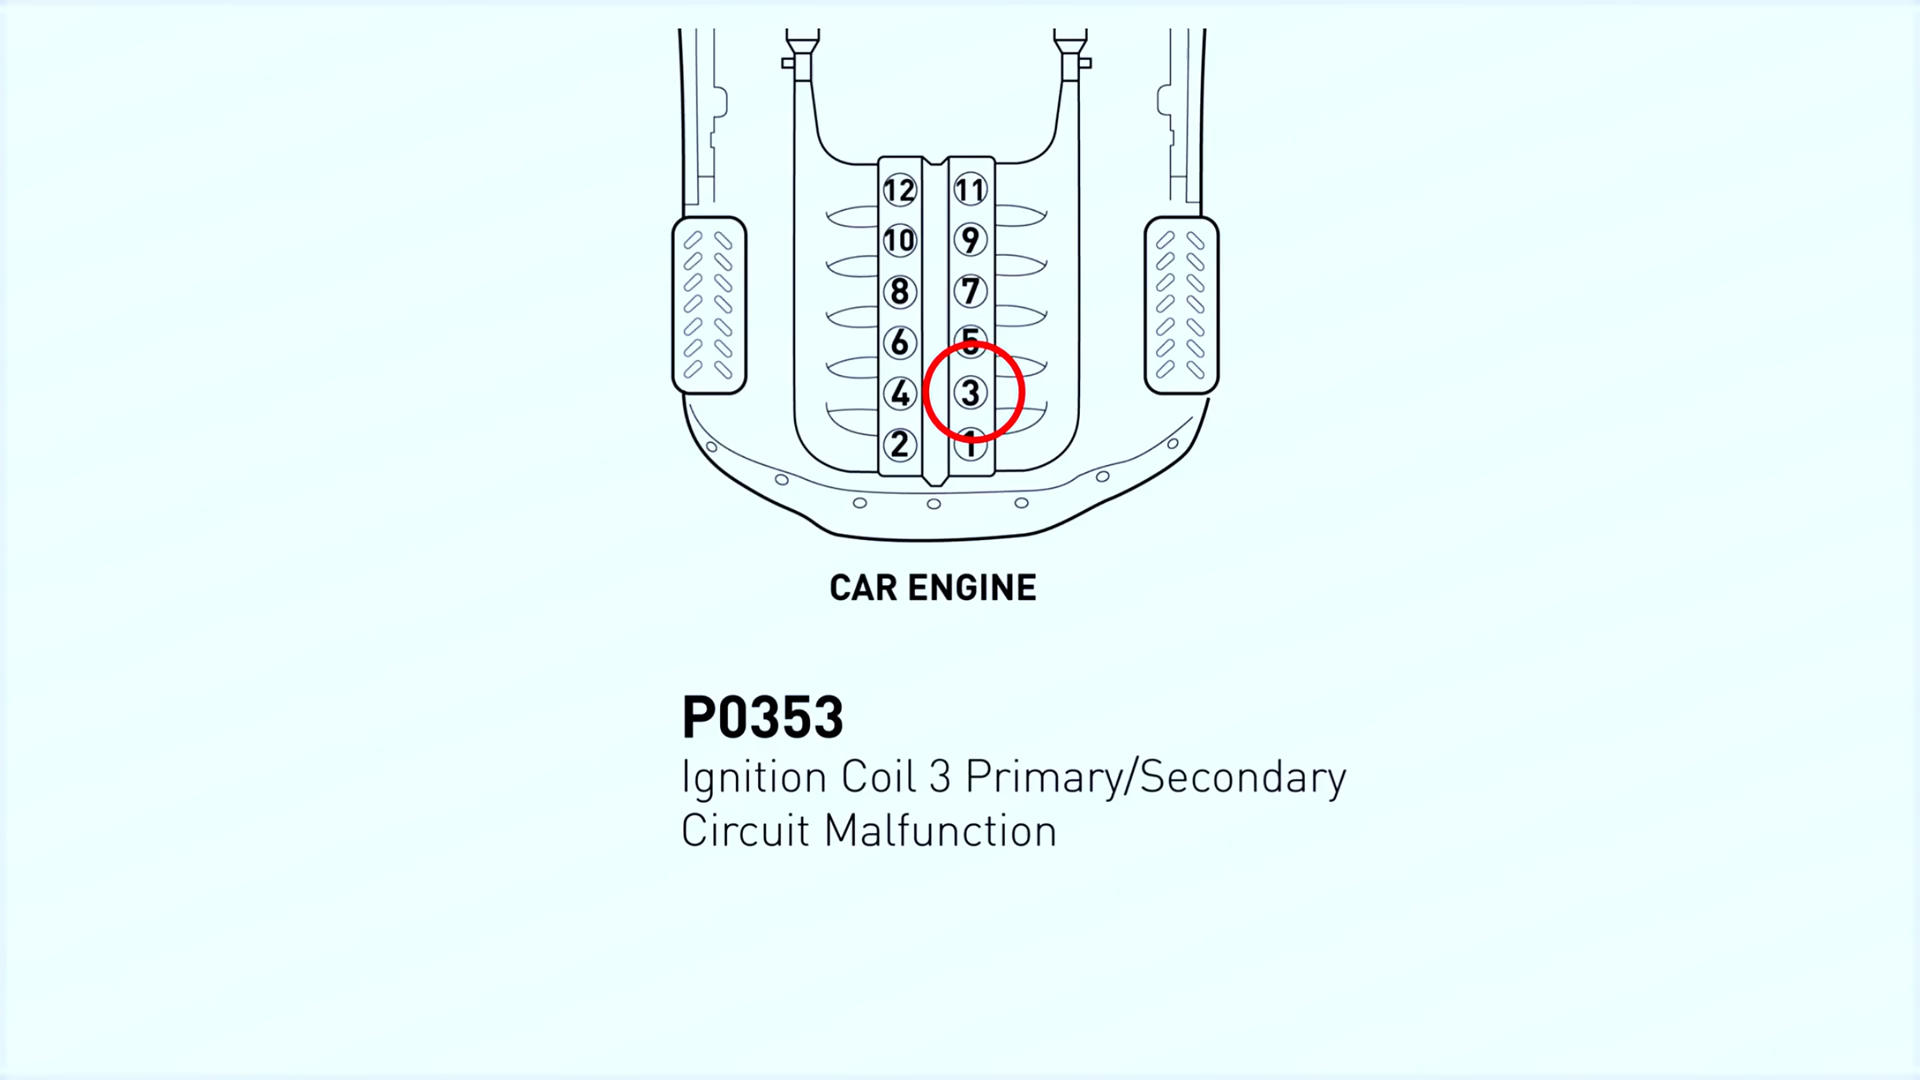 12 11
10 9
8 7
6 5
4 3
2 1
CAR ENGINE
P0353
Ignition Coil 3 Primary/Secondary
Circuit Malfunction